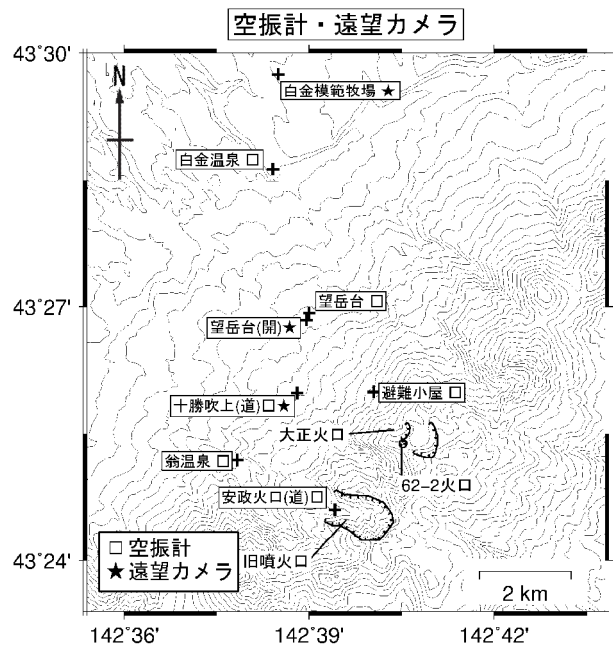 空振計・遠望カメラ
43°30'
N
白金模範牧場 ★
白金温泉 □
望岳台 □
43°27'
望岳台(開)★
避難小屋 □
十勝吹上(道)□★
大正火口
翁温泉 □
62-2火口
安政火口(道)□
旧噴火口
□ 空振計
★ 遠望カメラ
43°24'
2 km
142°36'
142°39'
142°42'